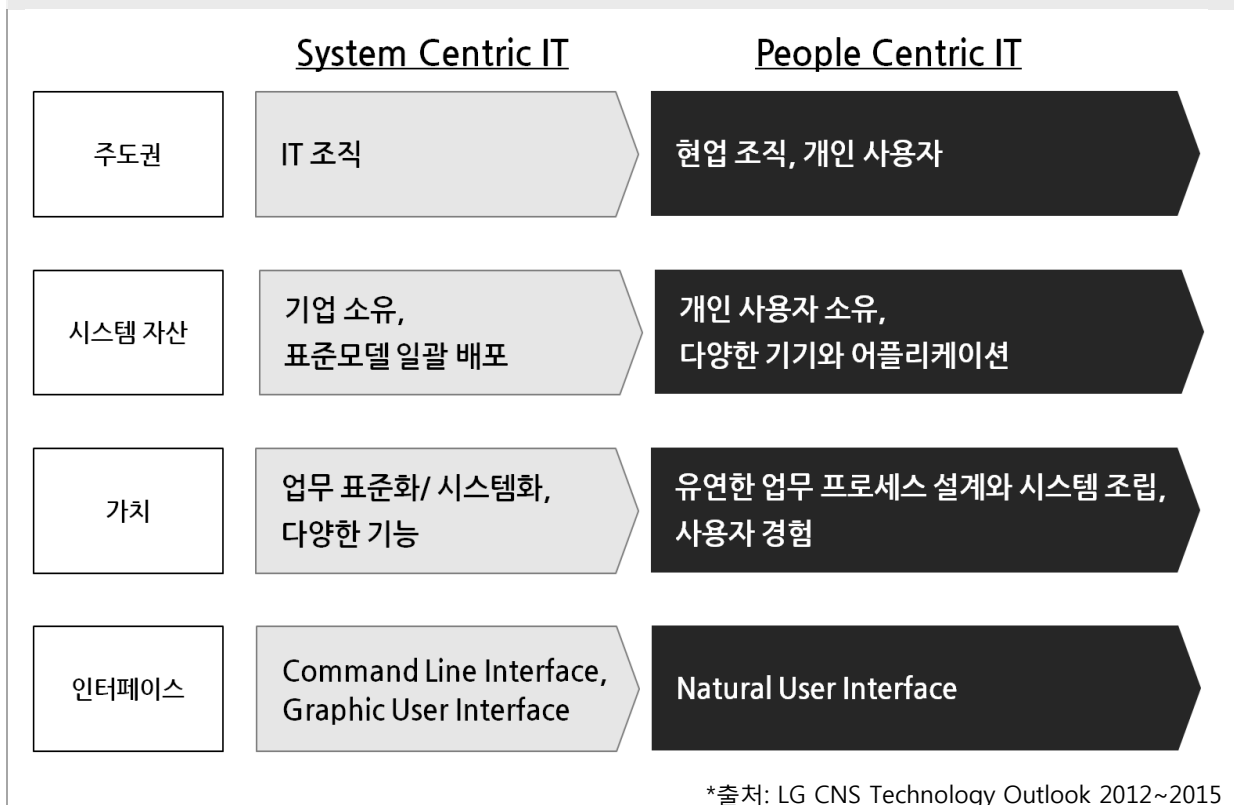 System Centric IT
People Centric IT
주도권
IT 조직
현업 조직, 개인 사용자
시스템 자산
기업 소유,
표준모델 일괄 배포
개인 사용자 소유,
다양한 기기와 어플리케이션
가치
업무 표준화/ 시스템화,
다양한 기능
유연한 업무 프로세스 설계와 시스템 조립,
사용자 경험
인터페이스
Command Line Interface,
Graphic User Interface
Natural User Interface
*출처: LG CNS Technology Outlook 2012~2015